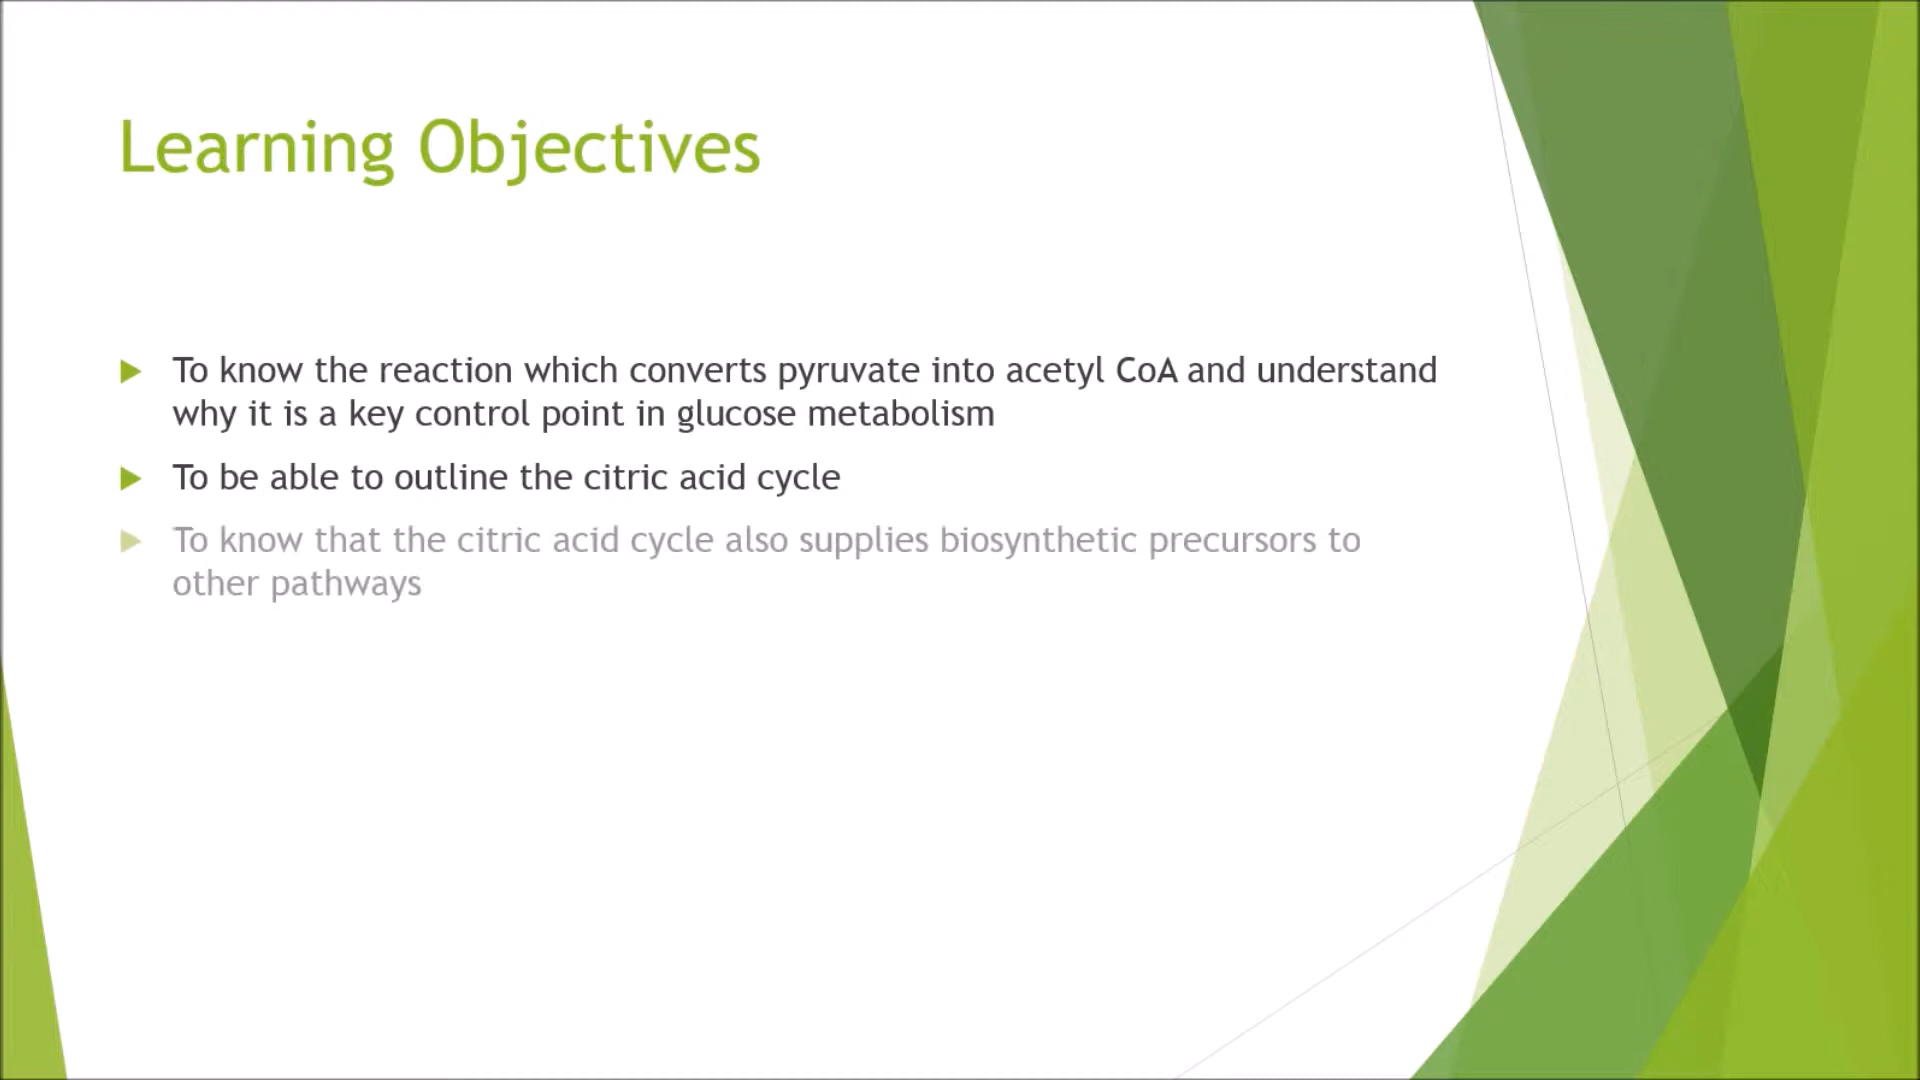 Learning Objectives
To know the reaction which converts pyruvate into acetyl CoA and understand
why it is a key control point in glucose metabolism
To be able to outline the citric acid cycle
To know that the citric acid cycle also supplies biosynthetic precursors to
other pathways